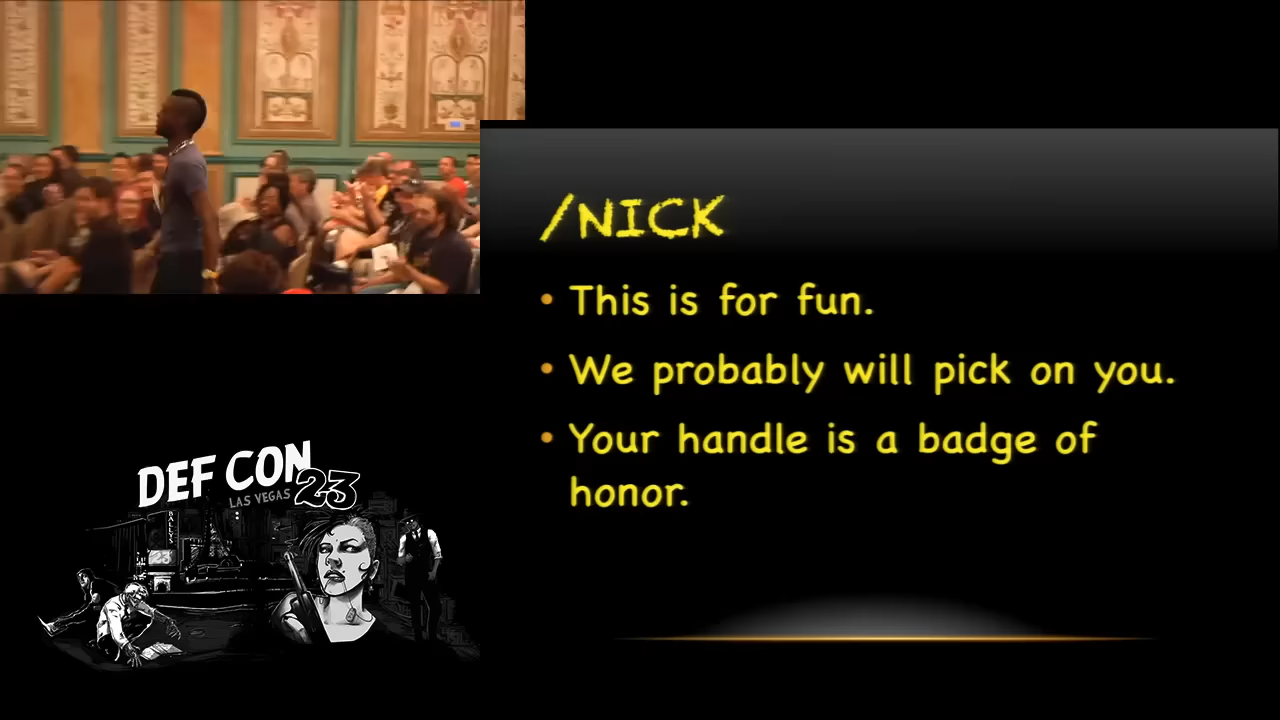 /NICK
• This is for fun.
• We probably will pick on you.
• Your handle is a badge of
honor.
DEF CON
LAS VEGAS 23
BALLYS